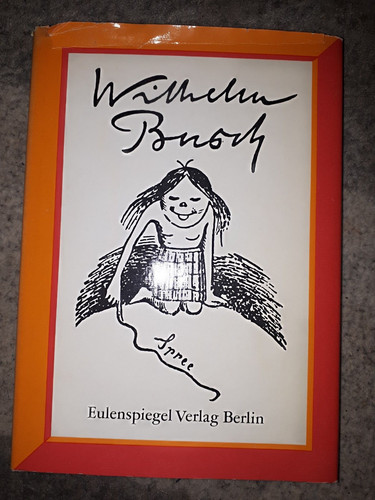 Wilhelm
Busch
Spree
Eulenspiegel Verlag Berlin